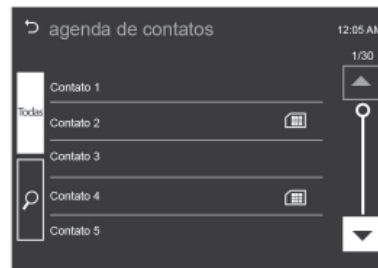 agenda de contatos
12:05 AM
1/30
Todas
Contato 1
Contato 2
Contato 3
Contato 4
Contato 5